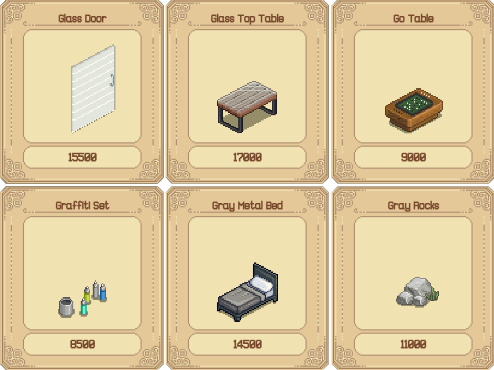 Glass Door
Glass Top Table
Go Table
15500
17000
9000
Graffiti Set
Gray Metal Bed
Gray Rocks
8500
14500
11000